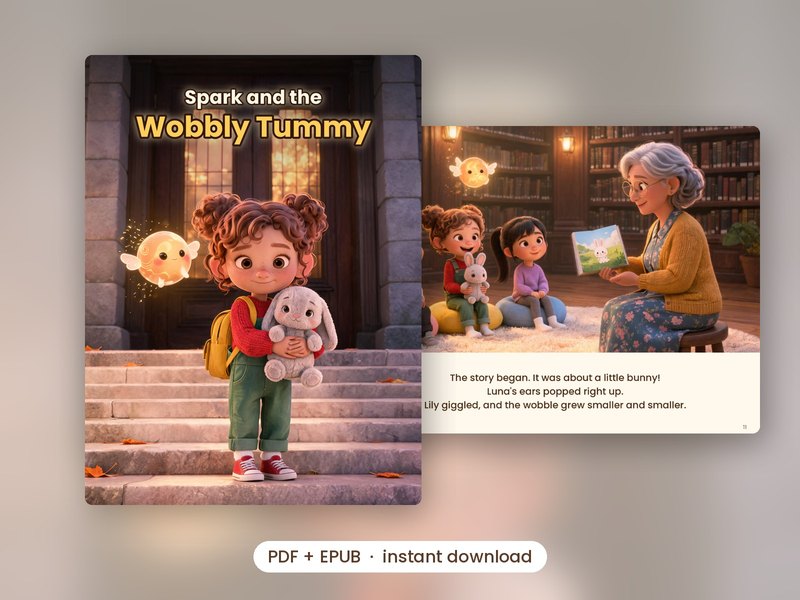 Spark and the
Wobbly Tummy
The story began. It was about a little bunny!
Luna's ears popped right up.
Lily giggled, and the wobble grew smaller and smaller.
13
PDF + EPUB · instant download